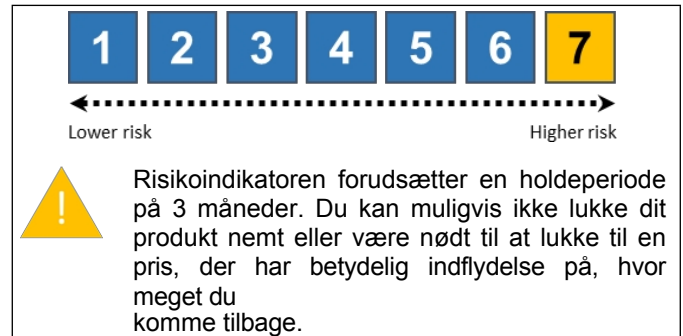 1 2 3 4 5 6 7
Lower risk Higher risk
!
Risikoindikatoren forudsætter en holdeperiode
på 3 måneder. Du kan muligvis ikke lukke dit
produkt nemt eller være nødt til at lukke til en
pris, der har betydelig indflydelse på, hvor
meget du
komme tilbage.